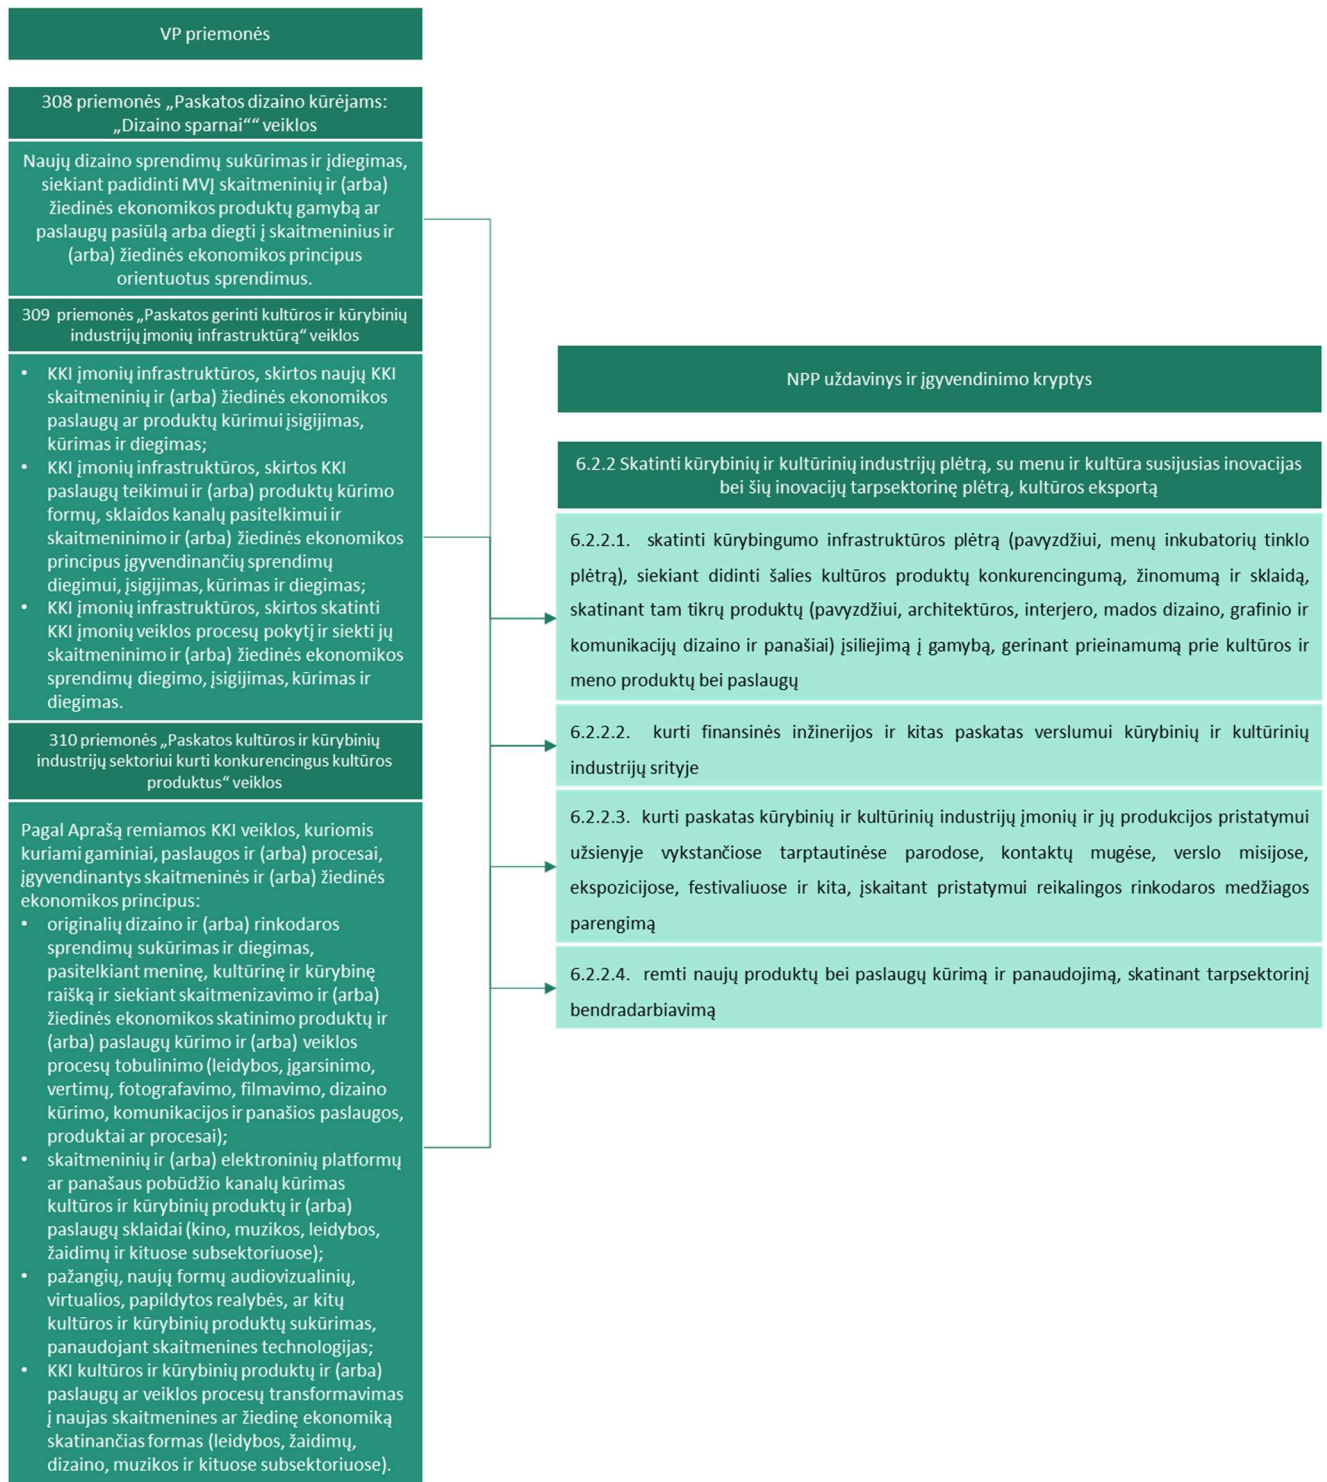 VP priemonės
308 priemonės „Paskatos dizaino kūrėjams:
„Dizaino sparnai““ veiklos
Naujų dizaino sprendimų sukūrimas ir įdiegimas,
siekiant padidinti MVĮ skaitmeninių ir (arba)
žiedinės ekonomikos produktų gamybą ar
paslaugų pasiūlą arba diegti į skaitmeninius ir
(arba) žiedinės ekonomikos principus
orientuotus sprendimus.
309 priemonės „Paskatos gerinti kultūros ir kūrybinių
industrijų įmonių infrastruktūrą“ veiklos
• KKI įmonių infrastruktūros, skirtos naujų KKI
skaitmeninių ir (arba) žiedinės ekonomikos
paslaugų ar produktų kūrimui įsigijimas,
kūrimas ir diegimas;
• KKI įmonių infrastruktūros, skirtos KKI
paslaugų teikimui ir (arba) produktų kūrimo
formų, sklaidos kanalų pasitelkimui ir
skaitmeninimo ir (arba) žiedinės ekonomikos
principus įgyvendinančių sprendimų
diegimui, įsigijimas, kūrimas ir diegimas;
• KKI įmonių infrastruktūros, skirtos skatinti
KKI įmonių veiklos procesų pokytį ir siekti jų
skaitmeninimo ir (arba) žiedinės ekonomikos
sprendimų diegimo, įsigijimas, kūrimas ir
diegimas.
310 priemonės „Paskatos kultūros ir kūrybinių
industrijų sektoriui kurti konkurencingus kultūros
produktus“ veiklos
Pagal Aprašą remiamos KKI veiklos, kuriomis
kuriami gaminiai, paslaugos ir (arba) procesai,
įgyvendinantys skaitmeninės ir (arba) žiedinės
ekonomikos principus:
• originalių dizaino ir (arba) rinkodaros
sprendimų sukūrimas ir diegimas,
pasitelkiant meninę, kultūrinę ir kūrybinę
raišką ir siekiant skaitmenizavimo ir (arba)
žiedinės ekonomikos skatinimo produktų ir
(arba) paslaugų kūrimo ir (arba) veiklos
procesų tobulinimo (leidybos, įgarsinimo,
vertimų, fotografavimo, filmavimo, dizaino
kūrimo, komunikacijos ir panašios paslaugos,
produktai ar procesai);
• skaitmeninių ir (arba) elektroninių platformų
ar panašaus pobūdžio kanalų kūrimas
kultūros ir kūrybinių produktų ir (arba)
paslaugų sklaidai (kino, muzikos, leidybos,
žaidimų ir kituose subsektoriuose);
• pažangių, naujų formų audiovizualinių,
virtualios, papildytos realybės, ar kitų
kultūros ir kūrybinių produktų sukūrimas,
panaudojant skaitmenines technologijas;
• KKI kultūros ir kūrybinių produktų ir (arba)
paslaugų ar veiklos procesų transformavimas
į naujas skaitmenines ar žiedinę ekonomiką
skatinančias formas (leidybos, žaidimų,
dizaino, muzikos ir kituose subsektoriuose).
NPP uždavinys ir įgyvendinimo kryptys
6.2.2 Skatinti kūrybinių ir kultūrinių industrijų plėtrą, su menu ir kultūra susijusias inovacijas
bei šių inovacijų tarpsektorinę plėtrą, kultūros eksportą
6.2.2.1. skatinti kūrybingumo infrastruktūros plėtrą (pavyzdžiui, menų inkubatorių tinklo
plėtrą), siekiant didinti šalies kultūros produktų konkurencingumą, žinomumą ir sklaidą,
skatinant tam tikrų produktų (pavyzdžiui, architektūros, interjero, mados dizaino, grafinio ir
komunikacijų dizaino ir panašiai) įsiliejimą į gamybą, gerinant prieinamumą prie kultūros ir
meno produktų bei paslaugų
6.2.2.2. kurti finansinės inžinerijos ir kitas paskatas verslumui kūrybinių ir kultūrinių
industrijų srityje
6.2.2.3. kurti paskatas kūrybinių ir kultūrinių industrijų įmonių ir jų produkcijos pristatymui
užsienyje vykstančiose tarptautinėse parodose, kontaktų mugėse, verslo misijose,
ekspozicijose, festivaliuose ir kita, įskaitant pristatymui reikalingos rinkodaros medžiagos
parengimą
6.2.2.4. remti naujų produktų bei paslaugų kūrimą ir panaudojimą, skatinant tarpsektorinį
bendradarbiavimą